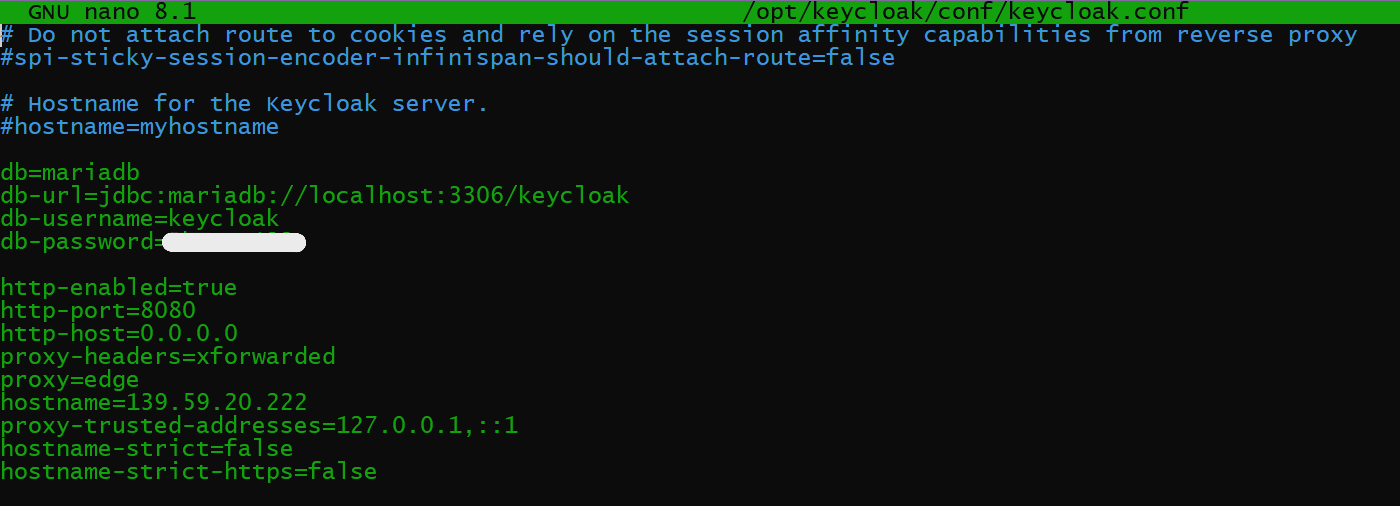 GNU nano 8.1 /opt/keycloak/conf/keycloak.conf
# Do not attach route to cookies and rely on the session affinity capabilities from reverse proxy
#spi-sticky-session-encoder-infinispan-should-attach-route=false
# Hostname for the Keycloak server.
#hostname=myhostname
db=mariadb
db-url=jdbc:mariadb://localhost:3306/keycloak
db-username=keycloak
db-password=
http-enabled=true
http-port=8080
http-host=0.0.0.0
proxy-headers=xforwarded
proxy=edge
hostname=139.59.20.222
proxy-trusted-addresses=127.0.0.1,::1
hostname-strict=false
hostname-strict-https=false